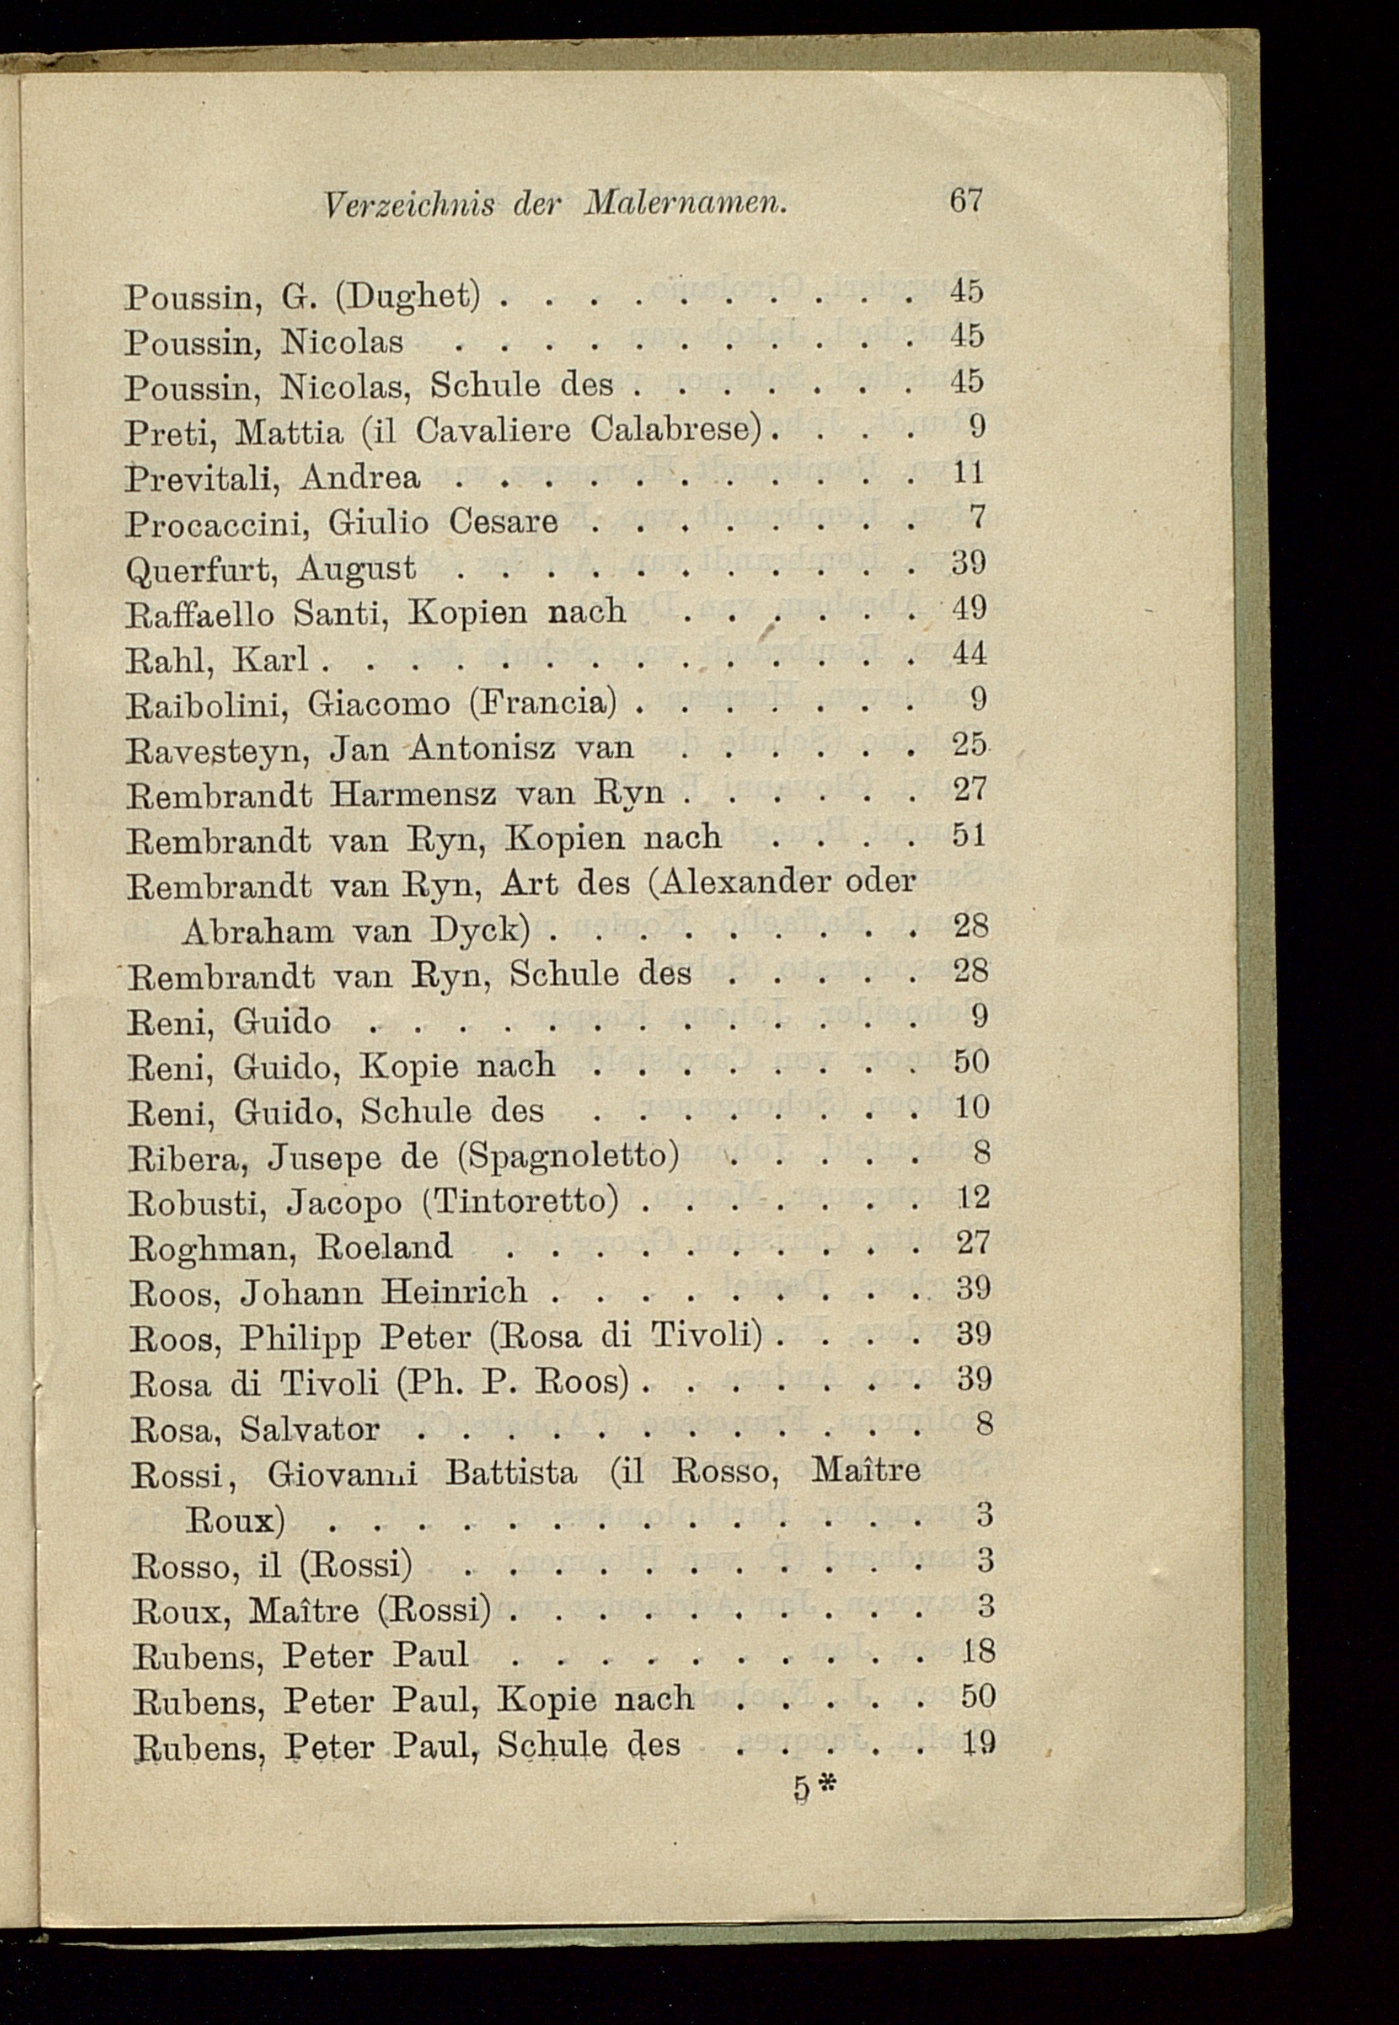 Verzeichnis der Malernamen. 67
Poussin, G. (Dughet) . . . . . . . . . . 45
Poussin, Nicolas . . . . . . . . . . . 45
Poussin, Nicolas, Schule des . . . . . . . 45
Preti, Mattia (il Cavaliere Calabrese) . . . . 9
Previtali, Andrea . . . . . . . . . . . 11
Procaccini, Giulio Cesare . . . . . . . . 7
Querfurt, August . . . . . . . . . . . 39
Raffaello Santi, Kopien nach . . . . . . 49
Rahl, Karl . . . . . . . . . . . . . . 44
Raibolini, Giacomo (Francia) . . . . . . . 9
Ravesteyn, Jan Antonisz van . . . . . . 25
Rembrandt Harmensz van Ryn . . . . . . 27
Rembrandt van Ryn, Kopien nach . . . . 51
Rembrandt van Ryn, Art des (Alexander oder
Abraham van Dyck) . . . . . . . . . 28
Rembrandt van Ryn, Schule des . . . . . 28
Reni, Guido . . . . . . . . . . . . . 9
Reni, Guido, Kopie nach . . . . . . . . 50
Reni, Guido, Schule des . . . . . . . . 10
Ribera, Jusepe de (Spagnoletto) . . . . . 8
Robusti, Jacopo (Tintoretto) . . . . . . . 12
Roghman, Roeland . . . . . . . . . . 27
Roos, Johann Heinrich . . . . . . . . . 39
Roos, Philipp Peter (Rosa di Tivoli) . . . . 39
Rosa di Tivoli (Ph. P. Roos) . . . . . . . 39
Rosa, Salvator . . . . . . . . . . . . 8
Rossi, Giovanni Battista (il Rosso, Maître
Roux) . . . . . . . . . . . . . . 3
Rosso, il (Rossi) . . . . . . . . . . . 3
Roux, Maître (Rossi) . . . . . . . . . . 3
Rubens, Peter Paul . . . . . . . . . . 18
Rubens, Peter Paul, Kopie nach . . . . . 50
Rubens, Peter Paul, Schule des . . . . . 19
5*